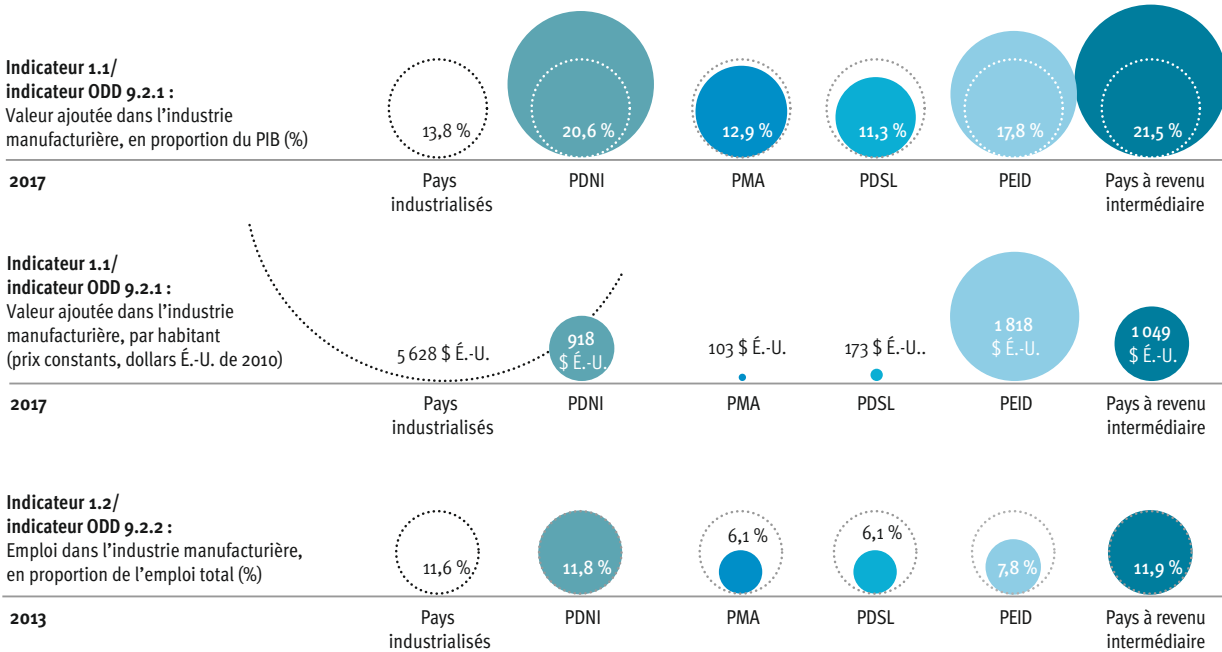 Indicateur 1.1/
indicateur ODD 9.2.1 :
Valeur ajoutée dans l'industrie
manufacturière, en proportion du PIB (%)
13,8 %
20,6 %
12,9 %
11,3 %
17,8 %
21,5 %
2017
Pays
industrialisés
PDNI
PMA
PDSL
PEID
Pays à revenu
intermédiaire
Indicateur 1.1/
indicateur ODD 9.2.1 :
Valeur ajoutée dans l'industrie
manufacturière, par habitant
(prix constants, dollars É.-U. de 2010)
5 628 $ É.-U.
918
$ É.-U.
103 $ É.-U.
173 $ É.-U..
1 818
$ É.-U.
1 049
$ É.-U.
2017
Pays
industrialisés
PDNI
PMA
PDSL
PEID
Pays à revenu
intermédiaire
Indicateur 1.2/
indicateur ODD 9.2.2 :
Emploi dans l'industrie manufacturière,
en proportion de l'emploi total (%)
11,6 %
11,8 %
6,1 %
6,1 %
7,8 %
11,9 %
2013
Pays
industrialisés
PDNI
PMA
PDSL
PEID
Pays à revenu
intermédiaire